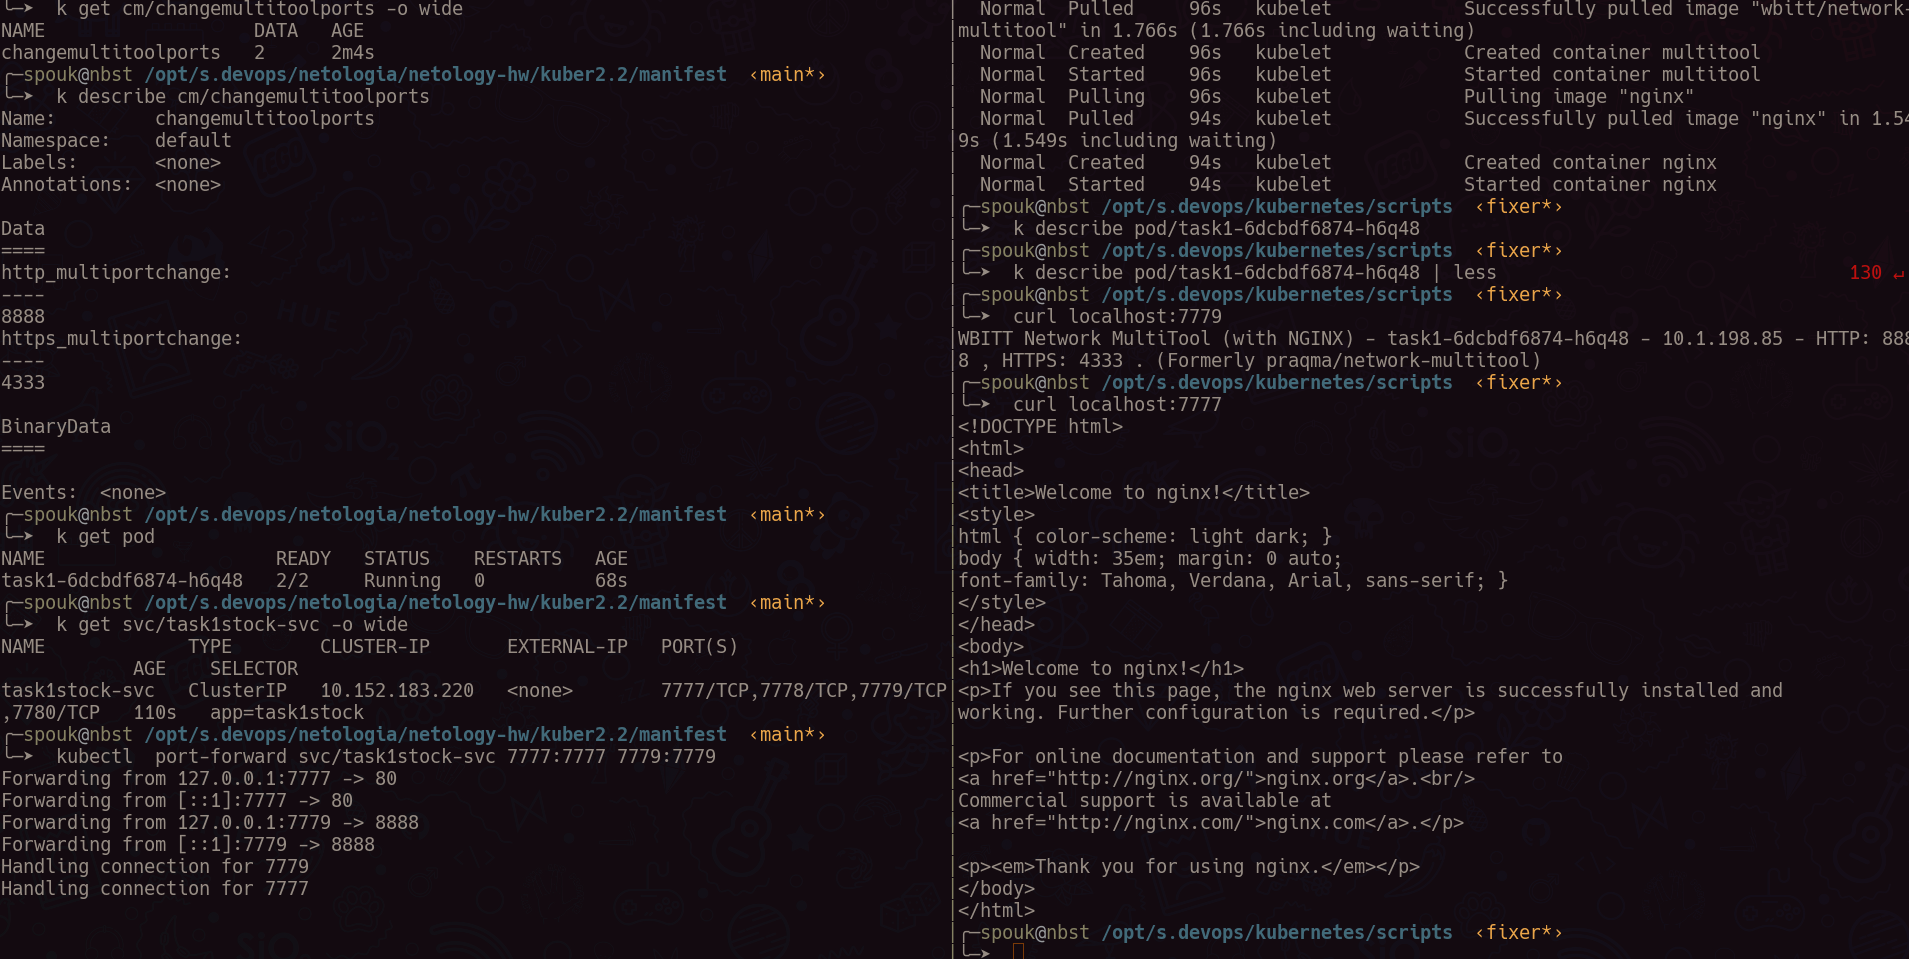 ╰─➤  k get cm/changemultitoolports -o wide
NAME                   DATA   AGE
changemultitoolports   2      2m4s
╭─spouk@nbst /opt/s.devops/netologia/netology-hw/kuber2.2/manifest  ‹main*›
╰─➤  k describe cm/changemultitoolports
Name:         changemultitoolports
Namespace:    default
Labels:       <none>
Annotations:  <none>

Data
====
http_multiportchange:
----
8888
https_multiportchange:
----
4333

BinaryData
====

Events:  <none>
╭─spouk@nbst /opt/s.devops/netologia/netology-hw/kuber2.2/manifest  ‹main*›
╰─➤  k get pod
NAME                     READY   STATUS    RESTARTS   AGE
task1-6dcbdf6874-h6q48   2/2     Running   0          68s
╭─spouk@nbst /opt/s.devops/netologia/netology-hw/kuber2.2/manifest  ‹main*›
╰─➤  k get svc/task1stock-svc -o wide
NAME             TYPE        CLUSTER-IP       EXTERNAL-IP   PORT(S)
            AGE    SELECTOR
task1stock-svc   ClusterIP   10.152.183.220   <none>        7777/TCP,7778/TCP,7779/TCP
,7780/TCP   110s   app=task1stock
╭─spouk@nbst /opt/s.devops/netologia/netology-hw/kuber2.2/manifest  ‹main*›
╰─➤  kubectl  port-forward svc/task1stock-svc 7777:7777 7779:7779
Forwarding from 127.0.0.1:7777 -> 80
Forwarding from [::1]:7777 -> 80
Forwarding from 127.0.0.1:7779 -> 8888
Forwarding from [::1]:7779 -> 8888
Handling connection for 7779
Handling connection for 7777
  Normal  Pulled     96s   kubelet            Successfully pulled image "wbitt/network-
multitool" in 1.766s (1.766s including waiting)
  Normal  Created    96s   kubelet            Created container multitool
  Normal  Started    96s   kubelet            Started container multitool
  Normal  Pulling    96s   kubelet            Pulling image "nginx"
  Normal  Pulled     94s   kubelet            Successfully pulled image "nginx" in 1.54
9s (1.549s including waiting)
  Normal  Created    94s   kubelet            Created container nginx
  Normal  Started    94s   kubelet            Started container nginx
╭─spouk@nbst /opt/s.devops/kubernetes/scripts  ‹fixer*›
╰─➤  k describe pod/task1-6dcbdf6874-h6q48
╭─spouk@nbst /opt/s.devops/kubernetes/scripts  ‹fixer*›
╰─➤  k describe pod/task1-6dcbdf6874-h6q48 | less                                130 ↵
╭─spouk@nbst /opt/s.devops/kubernetes/scripts  ‹fixer*›
╰─➤  curl localhost:7779
WBITT Network MultiTool (with NGINX) - task1-6dcbdf6874-h6q48 - 10.1.198.85 - HTTP: 888
8 , HTTPS: 4333 . (Formerly praqma/network-multitool)
╭─spouk@nbst /opt/s.devops/kubernetes/scripts  ‹fixer*›
╰─➤  curl localhost:7777
<!DOCTYPE html>
<html>
<head>
<title>Welcome to nginx!</title>
<style>
html { color-scheme: light dark; }
body { width: 35em; margin: 0 auto;
font-family: Tahoma, Verdana, Arial, sans-serif; }
</style>
</head>
<body>
<h1>Welcome to nginx!</h1>
<p>If you see this page, the nginx web server is successfully installed and
working. Further configuration is required.</p>

<p>For online documentation and support please refer to
<a href="http://nginx.org/">nginx.org</a>.<br/>
Commercial support is available at
<a href="http://nginx.com/">nginx.com</a>.</p>

<p><em>Thank you for using nginx.</em></p>
</body>
</html>
╭─spouk@nbst /opt/s.devops/kubernetes/scripts  ‹fixer*›
╰─➤